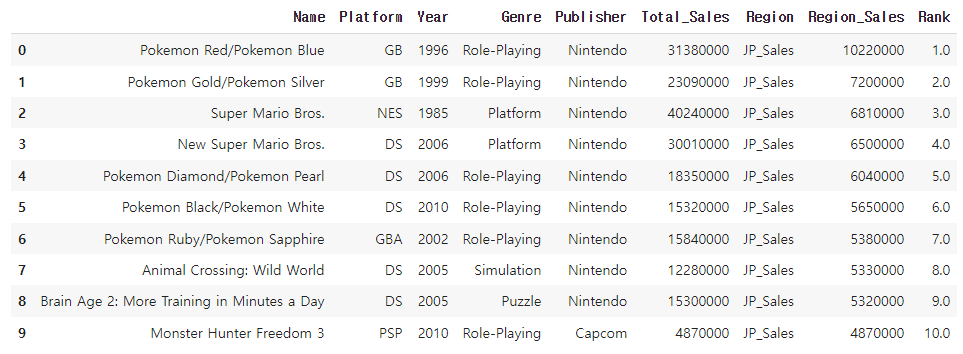 Name Platform Year Genre Publisher Total_Sales Region Region_Sales Rank
0 Pokemon Red/Pokemon Blue GB 1996 Role-Playing Nintendo 31380000 JP_Sales 10220000 1.0
1 Pokemon Gold/Pokemon Silver GB 1999 Role-Playing Nintendo 23090000 JP_Sales 7200000 2.0
2 Super Mario Bros. NES 1985 Platform Nintendo 40240000 JP_Sales 6810000 3.0
3 New Super Mario Bros. DS 2006 Platform Nintendo 30010000 JP_Sales 6500000 4.0
4 Pokemon Diamond/Pokemon Pearl DS 2006 Role-Playing Nintendo 18350000 JP_Sales 6040000 5.0
5 Pokemon Black/Pokemon White DS 2010 Role-Playing Nintendo 15320000 JP_Sales 5650000 6.0
6 Pokemon Ruby/Pokemon Sapphire GBA 2002 Role-Playing Nintendo 15840000 JP_Sales 5380000 7.0
7 Animal Crossing: Wild World DS 2005 Simulation Nintendo 12280000 JP_Sales 5330000 8.0
8 Brain Age 2: More Training in Minutes a Day DS 2005 Puzzle Nintendo 15300000 JP_Sales 5320000 9.0
9 Monster Hunter Freedom 3 PSP 2010 Role-Playing Capcom 4870000 JP_Sales 4870000 10.0